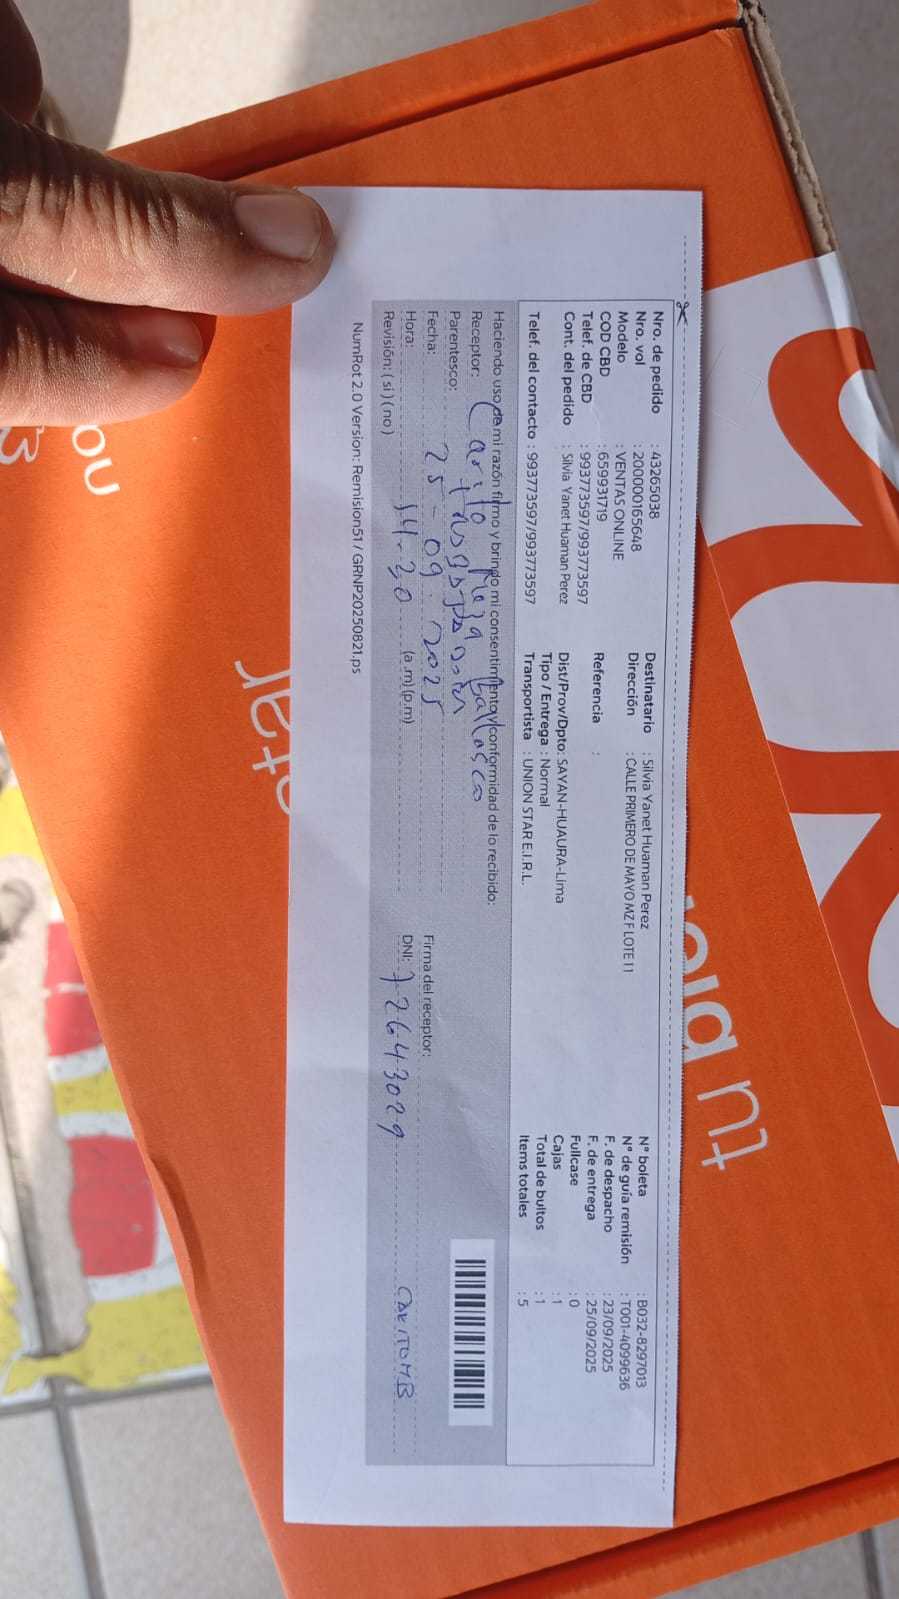 Nro. de pedido : 43265038
Nro. vol : 200000165648
Modelo : VENTAS ONLINE
COD CBD : 659931719
Telef. de CBD : 993773597/993773597
Cont. del pedido : Silvia Yanet Huaman Perez
Telef. del contacto : 993773597/993773597
Destinatario : Silvia Yanet Huaman Perez
Dirección : CALLE PRIMERO DE MAYO MZ F LOTE 11
Referencia :
Dist/Prov/Dpto: SAYAN-HUAURA-Lima
Tipo / Entrega : Normal
Transportista : UNION STAR E.I.R.L.
N° boleta : B032-8297013
N° de guía remisión : T001-4099636
F. de despacho : 23/09/2025
F. de entrega : 25/09/2025
Fullcase : 0
Cajas : 1
Total de bultos : 1
Items totales : 5
Haciendo uso de mi razón firmo y brindo mi consentimiento y conformidad de lo recibido:
Receptor: Carito
Parentesco:
Fecha: 25-09-2025
Hora: 14:30 (a.m) (p.m)
Revisión: ( si ) ( no )
Firma del receptor:
DNI: 72643029
CARITOMB
NumRot 2.0 Version: Remision51 / GRNP20250821.ps
tu